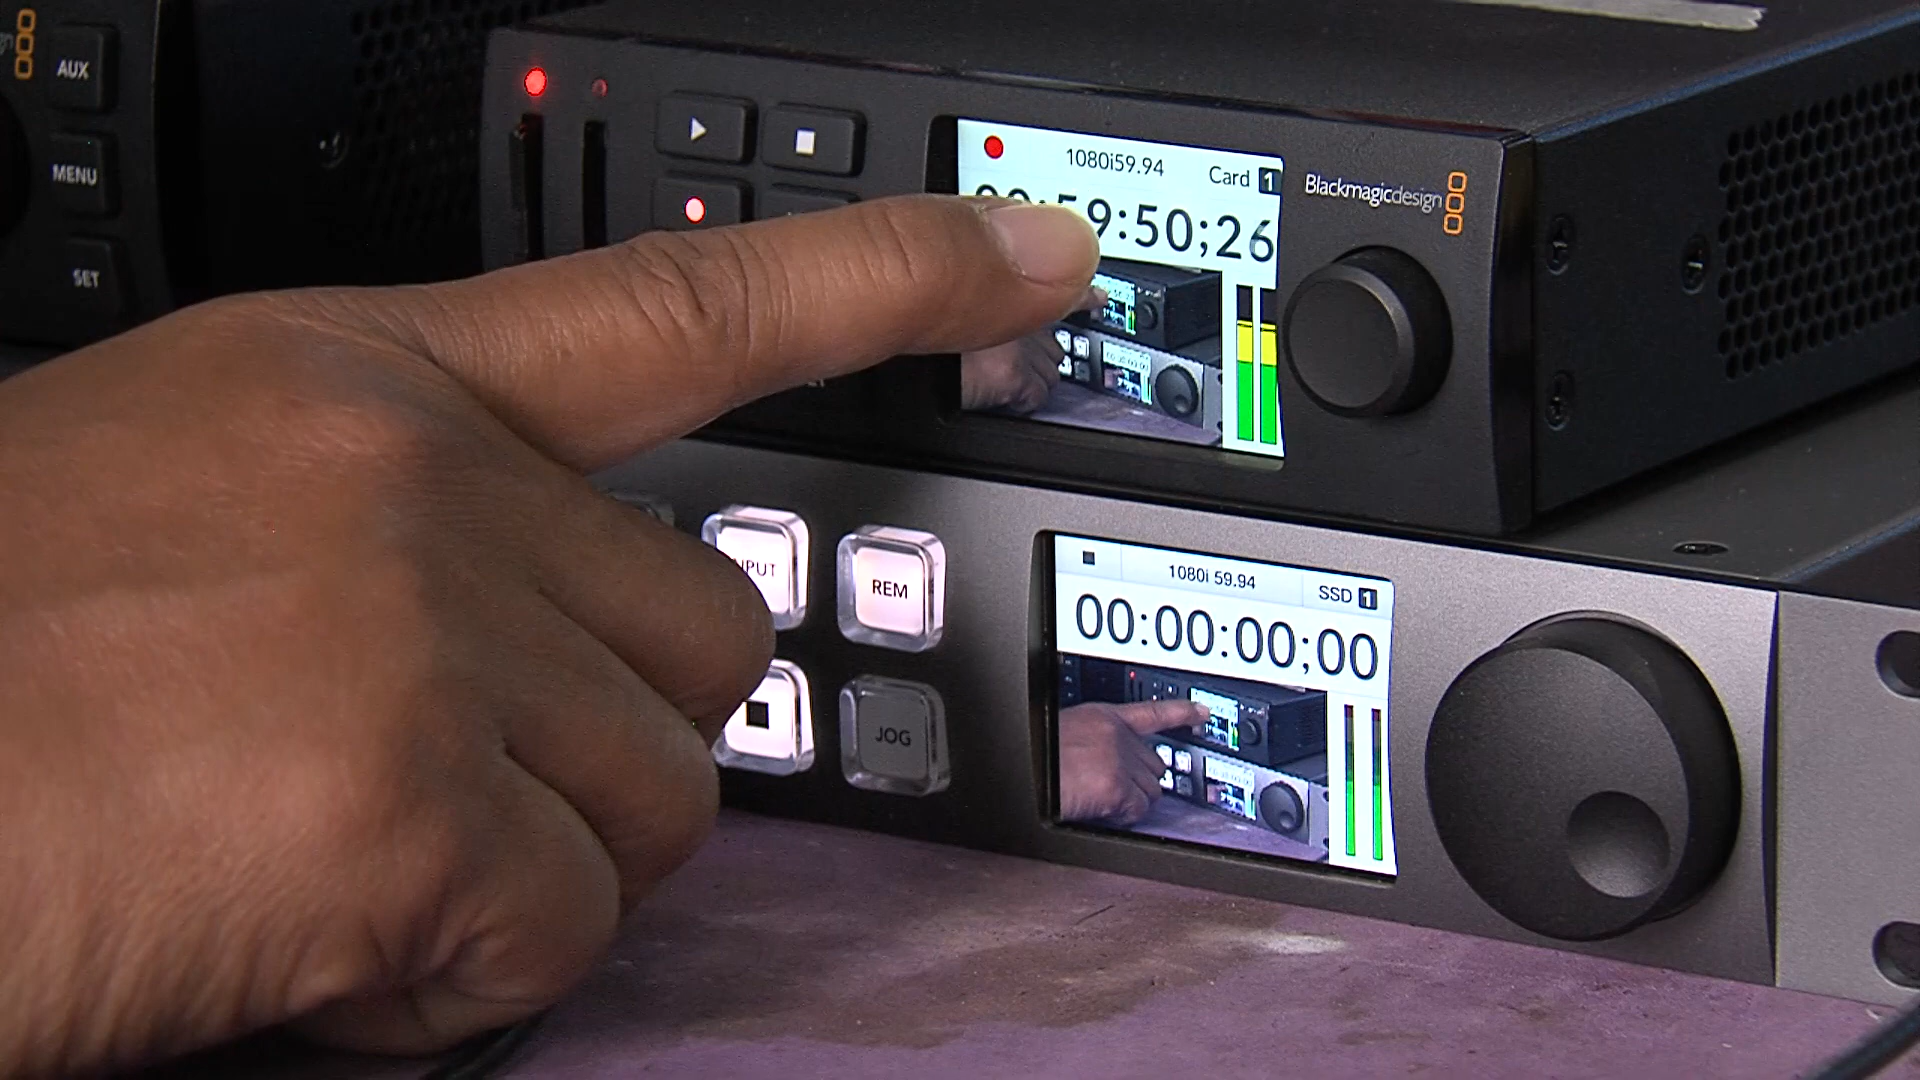 AUX
MENU
SET
1080i59.94
Card 1
:59:50;26
Blackmagicdesign
REM
JOG
1080i 59.94
SSD 1
00:00:00;00